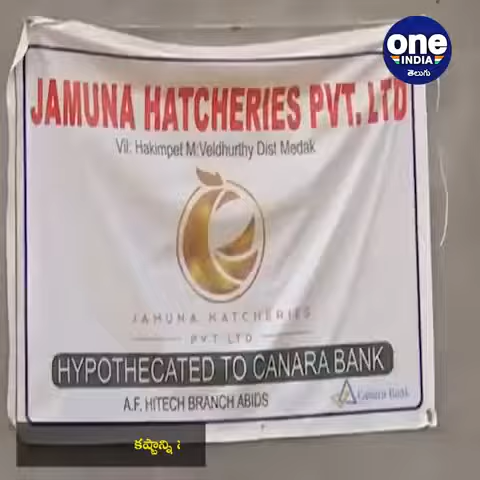 one
INDIA
తెలుగు
JAMUNA HATCHERIES PVT. LTD
Vil: Hakimpet M:Veldhurthy Dist Medak
JAMUNA HATCHERIES
PVT LTD
HYPOTHECATED TO CANARA BANK
A.F. HITECH BRANCH ABIDS
Canara Bank
కష్టాన్ని